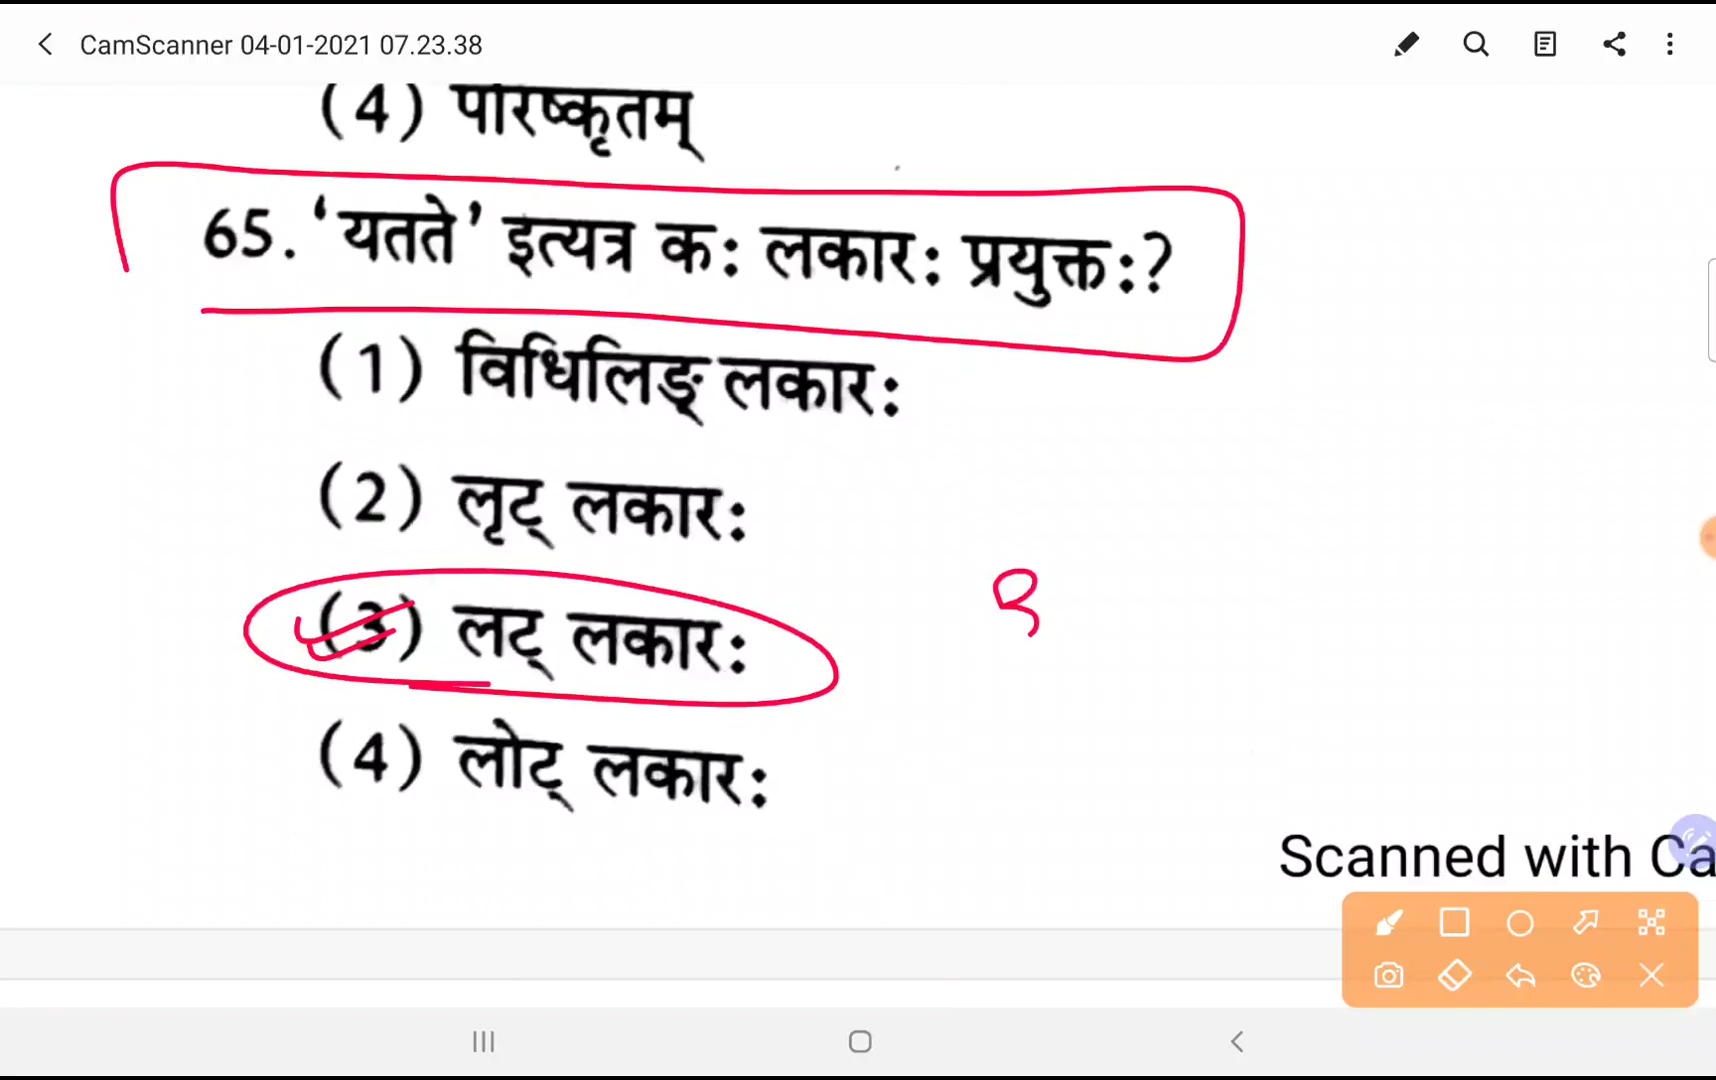 CamScanner 04-01-2021 07.23.38
(4) परिष्कृतम्
65. ‘यतते’ इत्यत्र कः लकारः प्रयुक्तः?
(1) विधिलिङ् लकारः
(2) लृट् लकारः
(3) लट् लकारः
(4) लोट् लकारः
Scanned with Ca